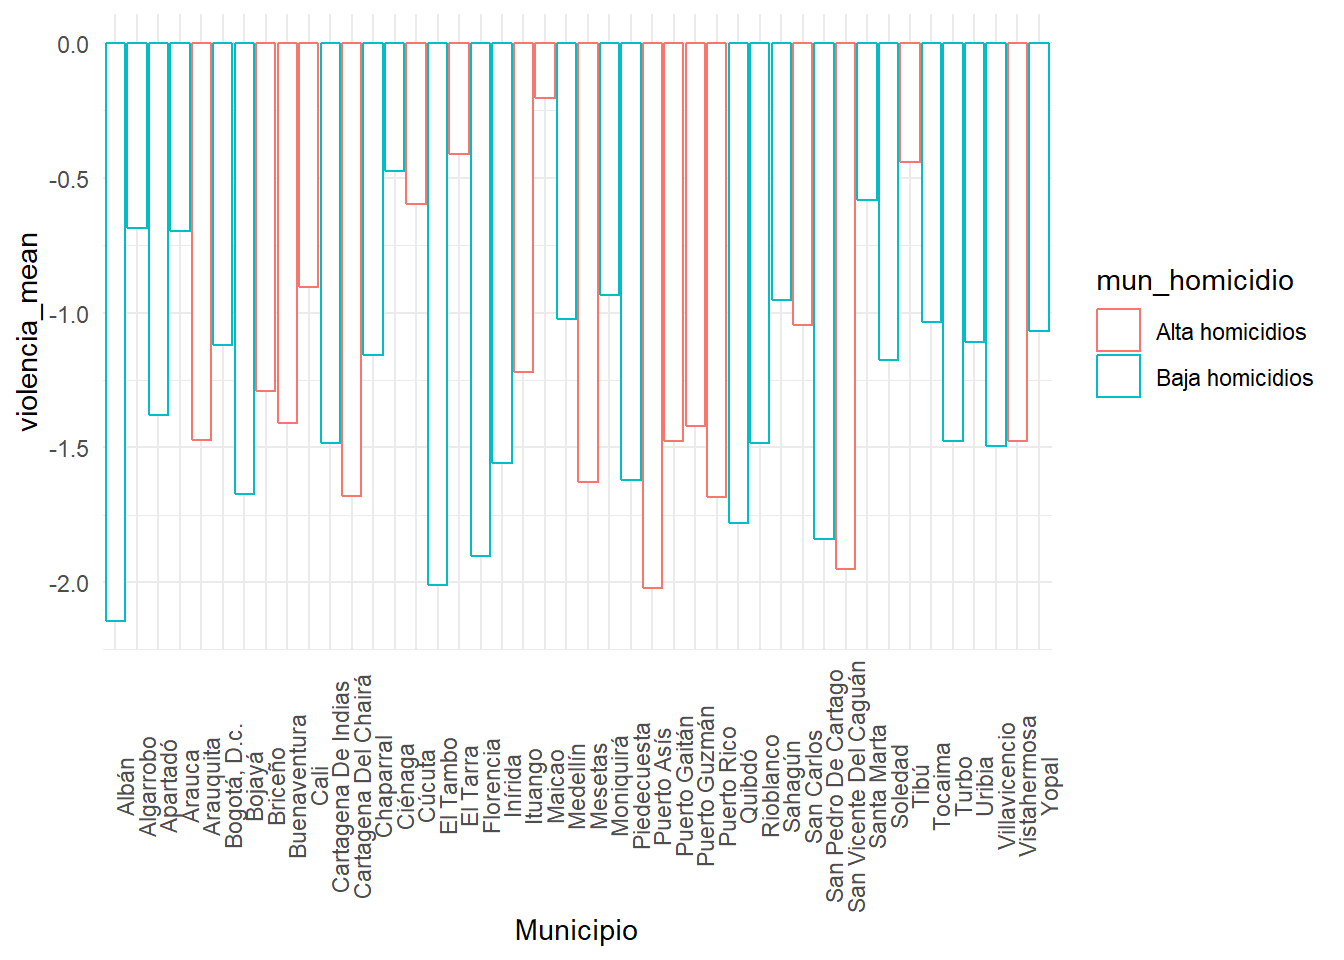 0.0
-0.5
-1.0
-1.5
-2.0
violencia_mean
Albán
Algarrobo
Apartadó
Arauca
Arauquita
Bogotá, D.c.
Bojayá
Briceño
Buenaventura
Cali
Cartagena De Indias
Cartagena Del Chairá
Chaparral
Ciénaga
Cúcuta
El Tambo
El Tarra
Florencia
Inírida
Ituango
Maicao
Medellín
Mesetas
Moniquirá
Piedecuesta
Puerto Asís
Puerto Gaitán
Puerto Guzmán
Puerto Rico
Quibdó
Rioblanco
Sahagún
San Carlos
San Pedro De Cartago
San Vicente Del Caguán
Santa Marta
Soledad
Tibú
Tocaima
Turbo
Uribia
Villavicencio
Vistahermosa
Yopal
Municipio
mun_homicidio
Alta homicidios
Baja homicidios